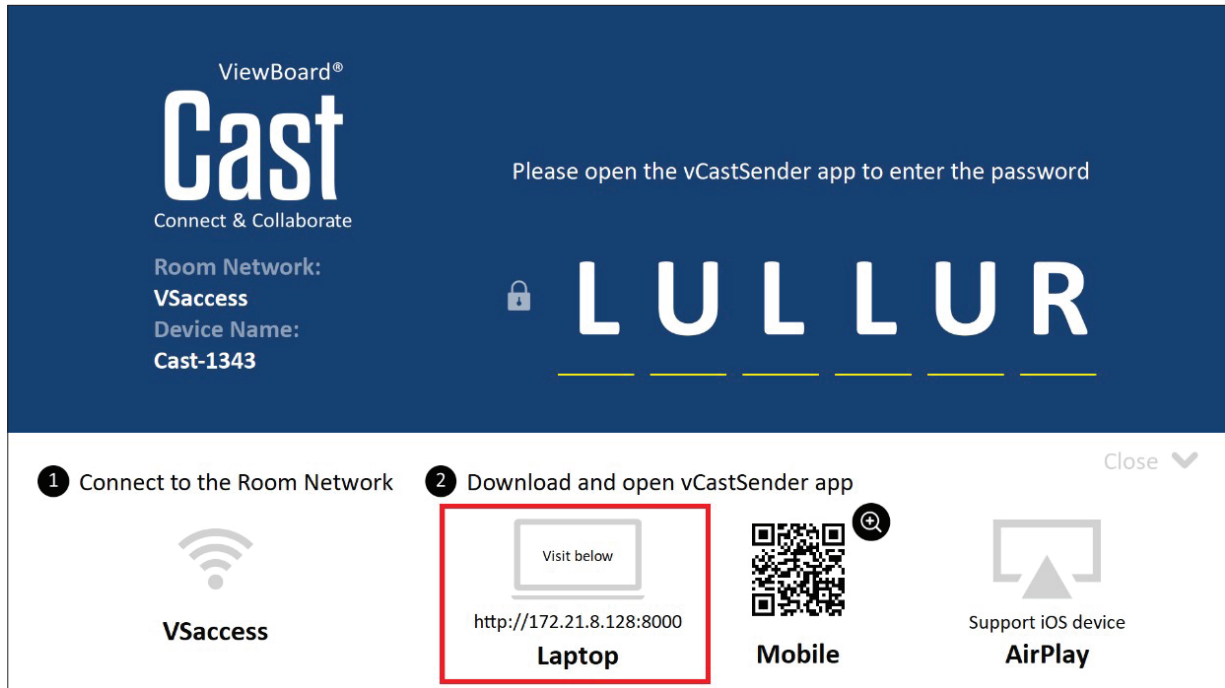 ViewBoard®
Cast
Connect & Collaborate
Room Network:
VSaccess
Device Name:
Cast-1343
Please open the vCastSender app to enter the password
L U L L U R
Close
1 Connect to the Room Network
VSaccess
2 Download and open vCastSender app
Visit below
http://172.21.8.128:8000
Laptop
Mobile
Support iOS device
AirPlay